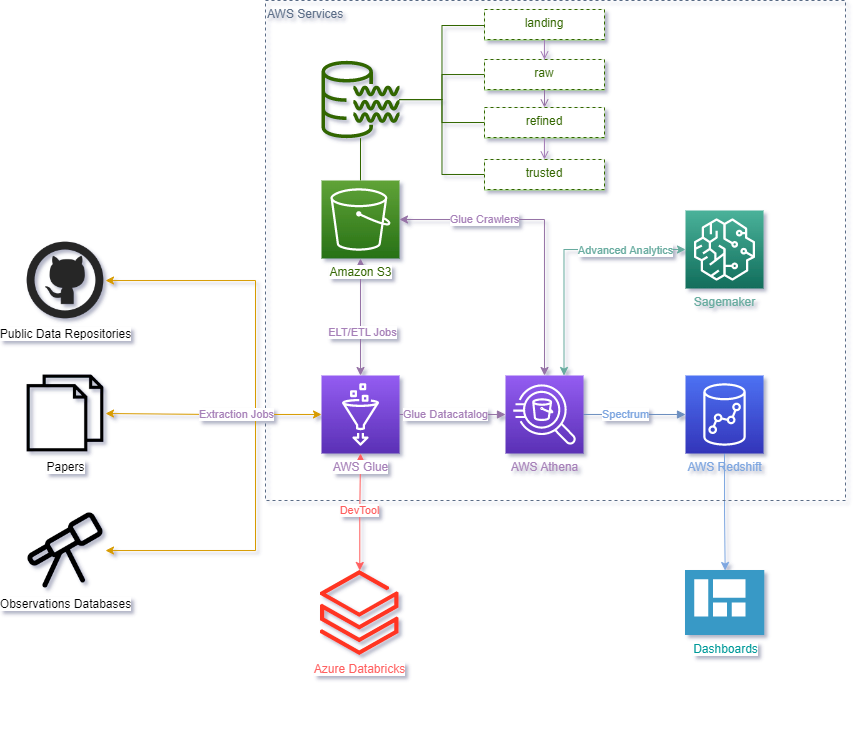 AWS Services
landing
raw
refined
trusted
Glue Crawlers
Advanced Analytics
Amazon S3
Sagemaker
Public Data Repositories
ELT/ETL Jobs
Extraction Jobs
Glue Datacatalog
Spectrum
Papers
AWS Glue
AWS Athena
AWS Redshift
DevTool
Observations Databases
Dashboards
Azure Databricks